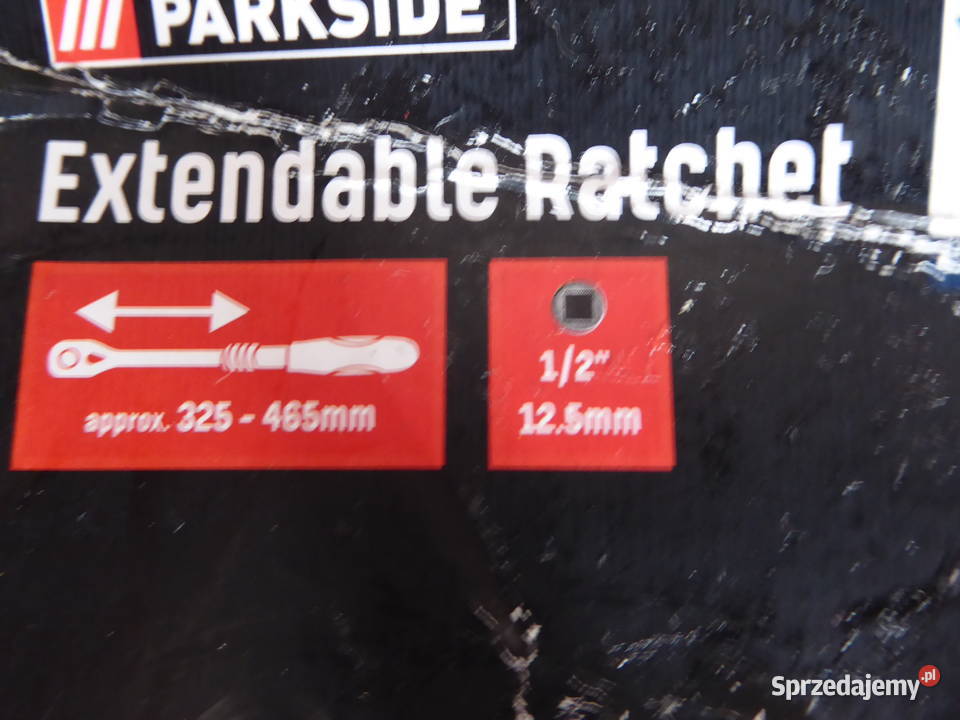 PARKSIDE
Extendable Ratchet
approx. 325 - 465mm
1/2"
12.5mm
Sprzedajemy.pl